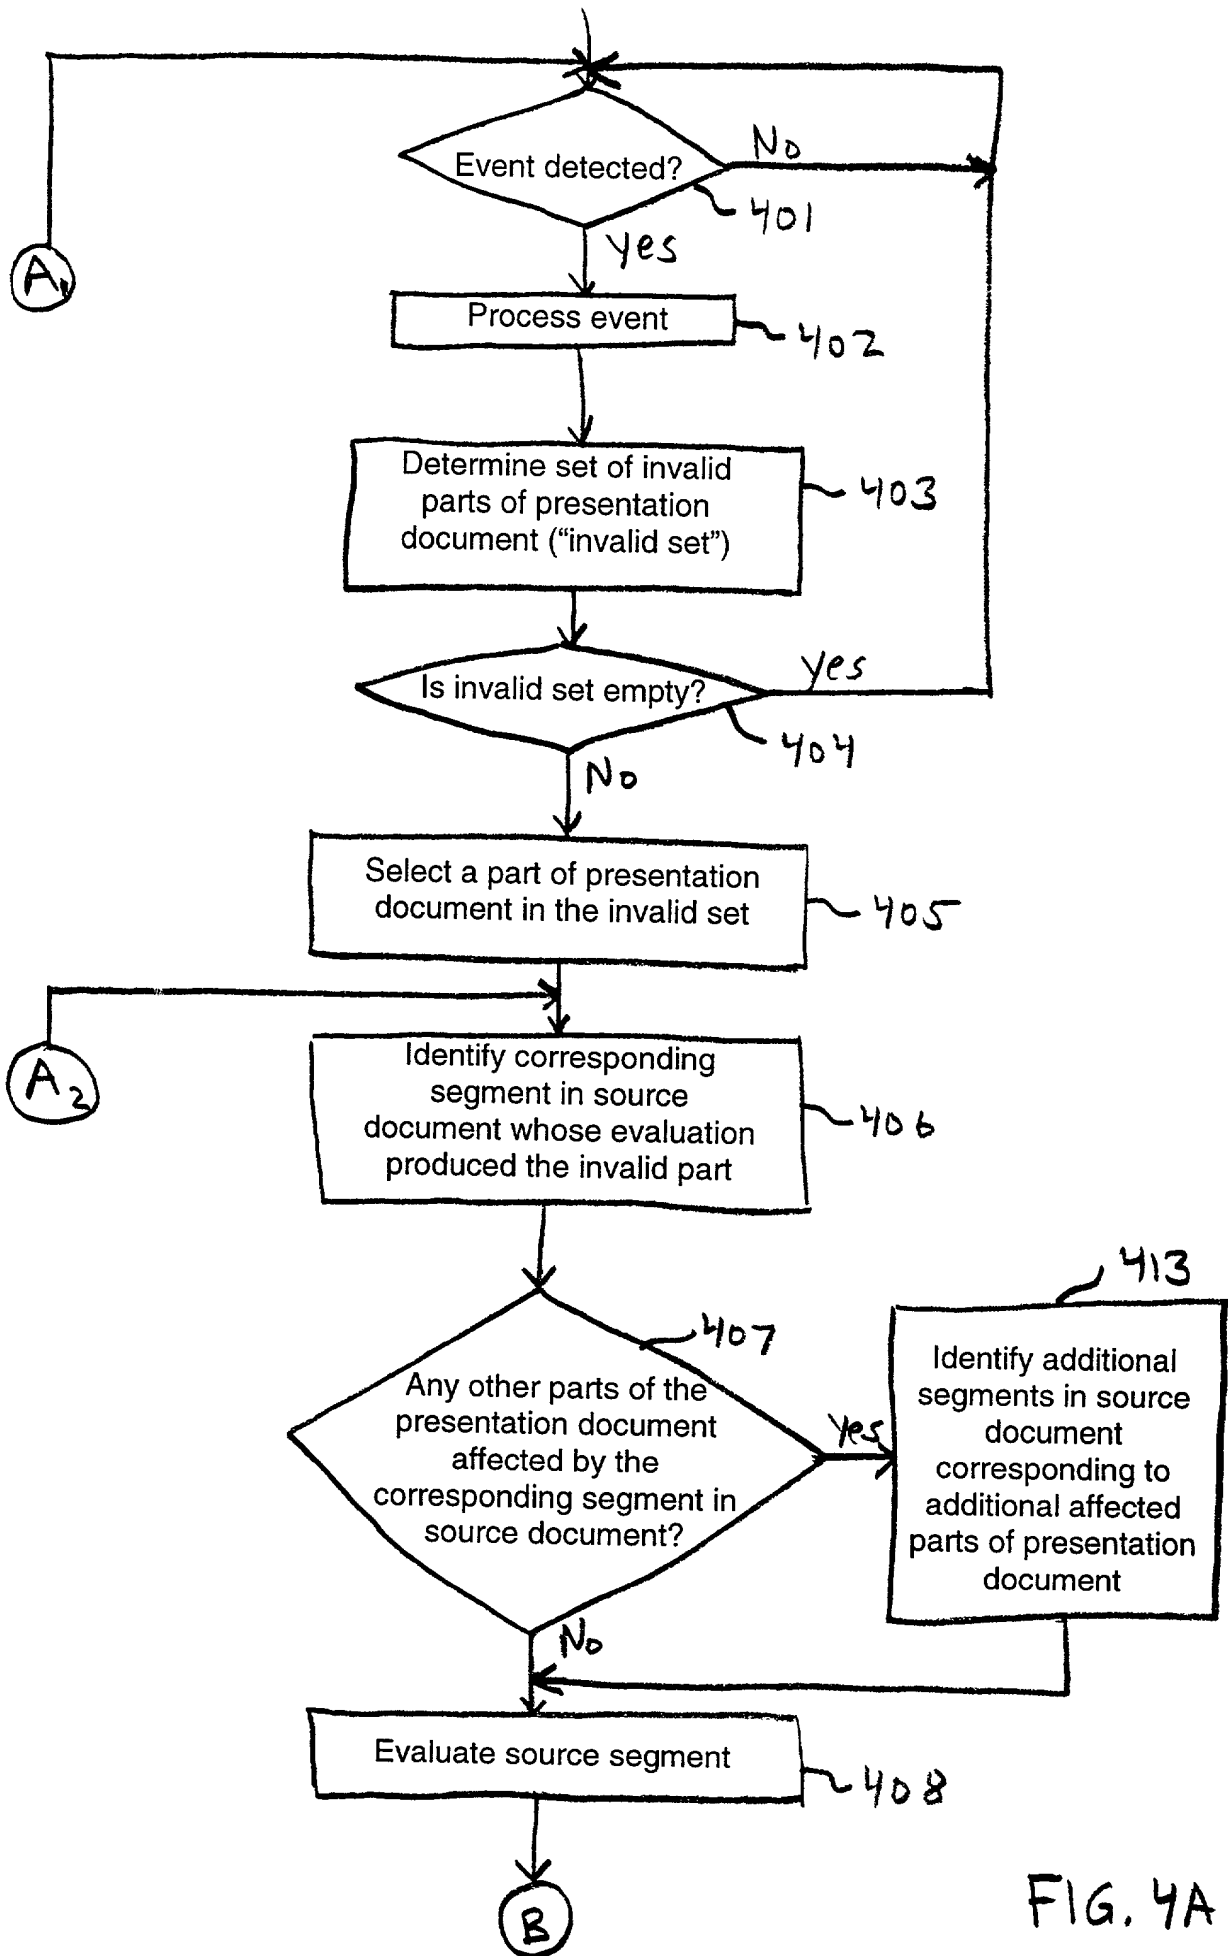 Event detected?
No
401
A1
yes
Process event
402
Determine set of invalid
parts of presentation
document (“invalid set”)
403
Is invalid set empty?
yes
404
No
Select a part of presentation
document in the invalid set
405
A2
Identify corresponding
segment in source
document whose evaluation
produced the invalid part
406
407
Any other parts of the
presentation document
affected by the
corresponding segment in
source document?
yes
413
Identify additional
segments in source
document
corresponding to
additional affected
parts of presentation
document
No
Evaluate source segment
408
B
FIG. 4A